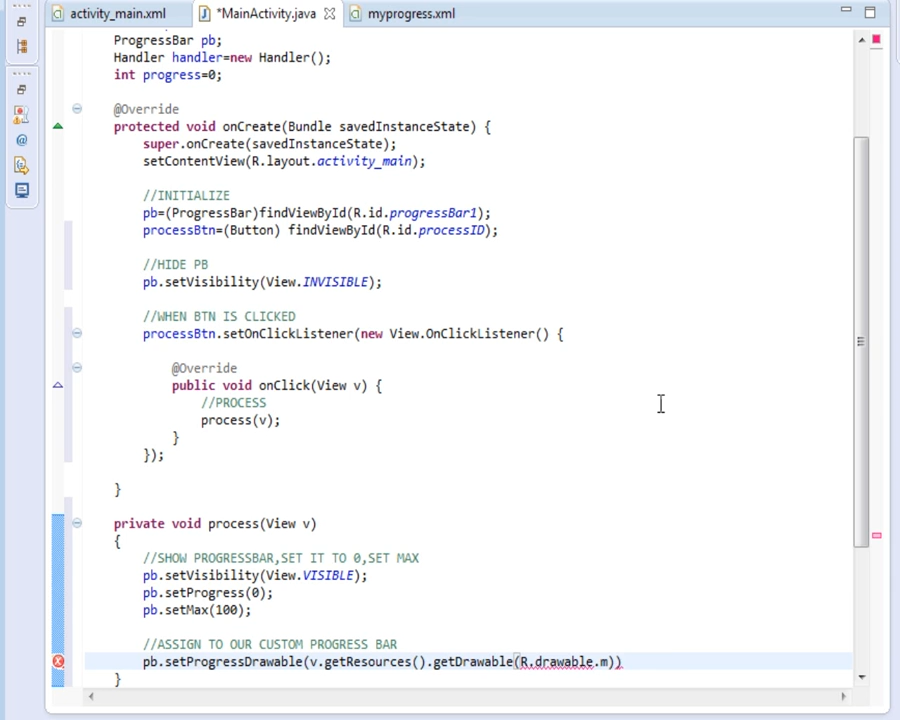 activity_main.xml *MainActivity.java myprogress.xml
ProgressBar pb;
Handler handler=new Handler();
int progress=0;
@Override
protected void onCreate(Bundle savedInstanceState) {
super.onCreate(savedInstanceState);
setContentView(R.layout.activity_main);
//INITIALIZE
pb=(ProgressBar)findViewById(R.id.progressBar1);
processBtn=(Button) findViewById(R.id.processID);
//HIDE PB
pb.setVisibility(View.INVISIBLE);
//WHEN BTN IS CLICKED
processBtn.setOnClickListener(new View.OnClickListener() {
@Override
public void onClick(View v) {
//PROCESS
process(v);
}
});
}
private void process(View v)
{
//SHOW PROGRESSBAR,SET IT TO 0,SET MAX
pb.setVisibility(View.VISIBLE);
pb.setProgress(0);
pb.setMax(100);
//ASSIGN TO OUR CUSTOM PROGRESS BAR
pb.setProgressDrawable(v.getResources().getDrawable(R.drawable.m))
}